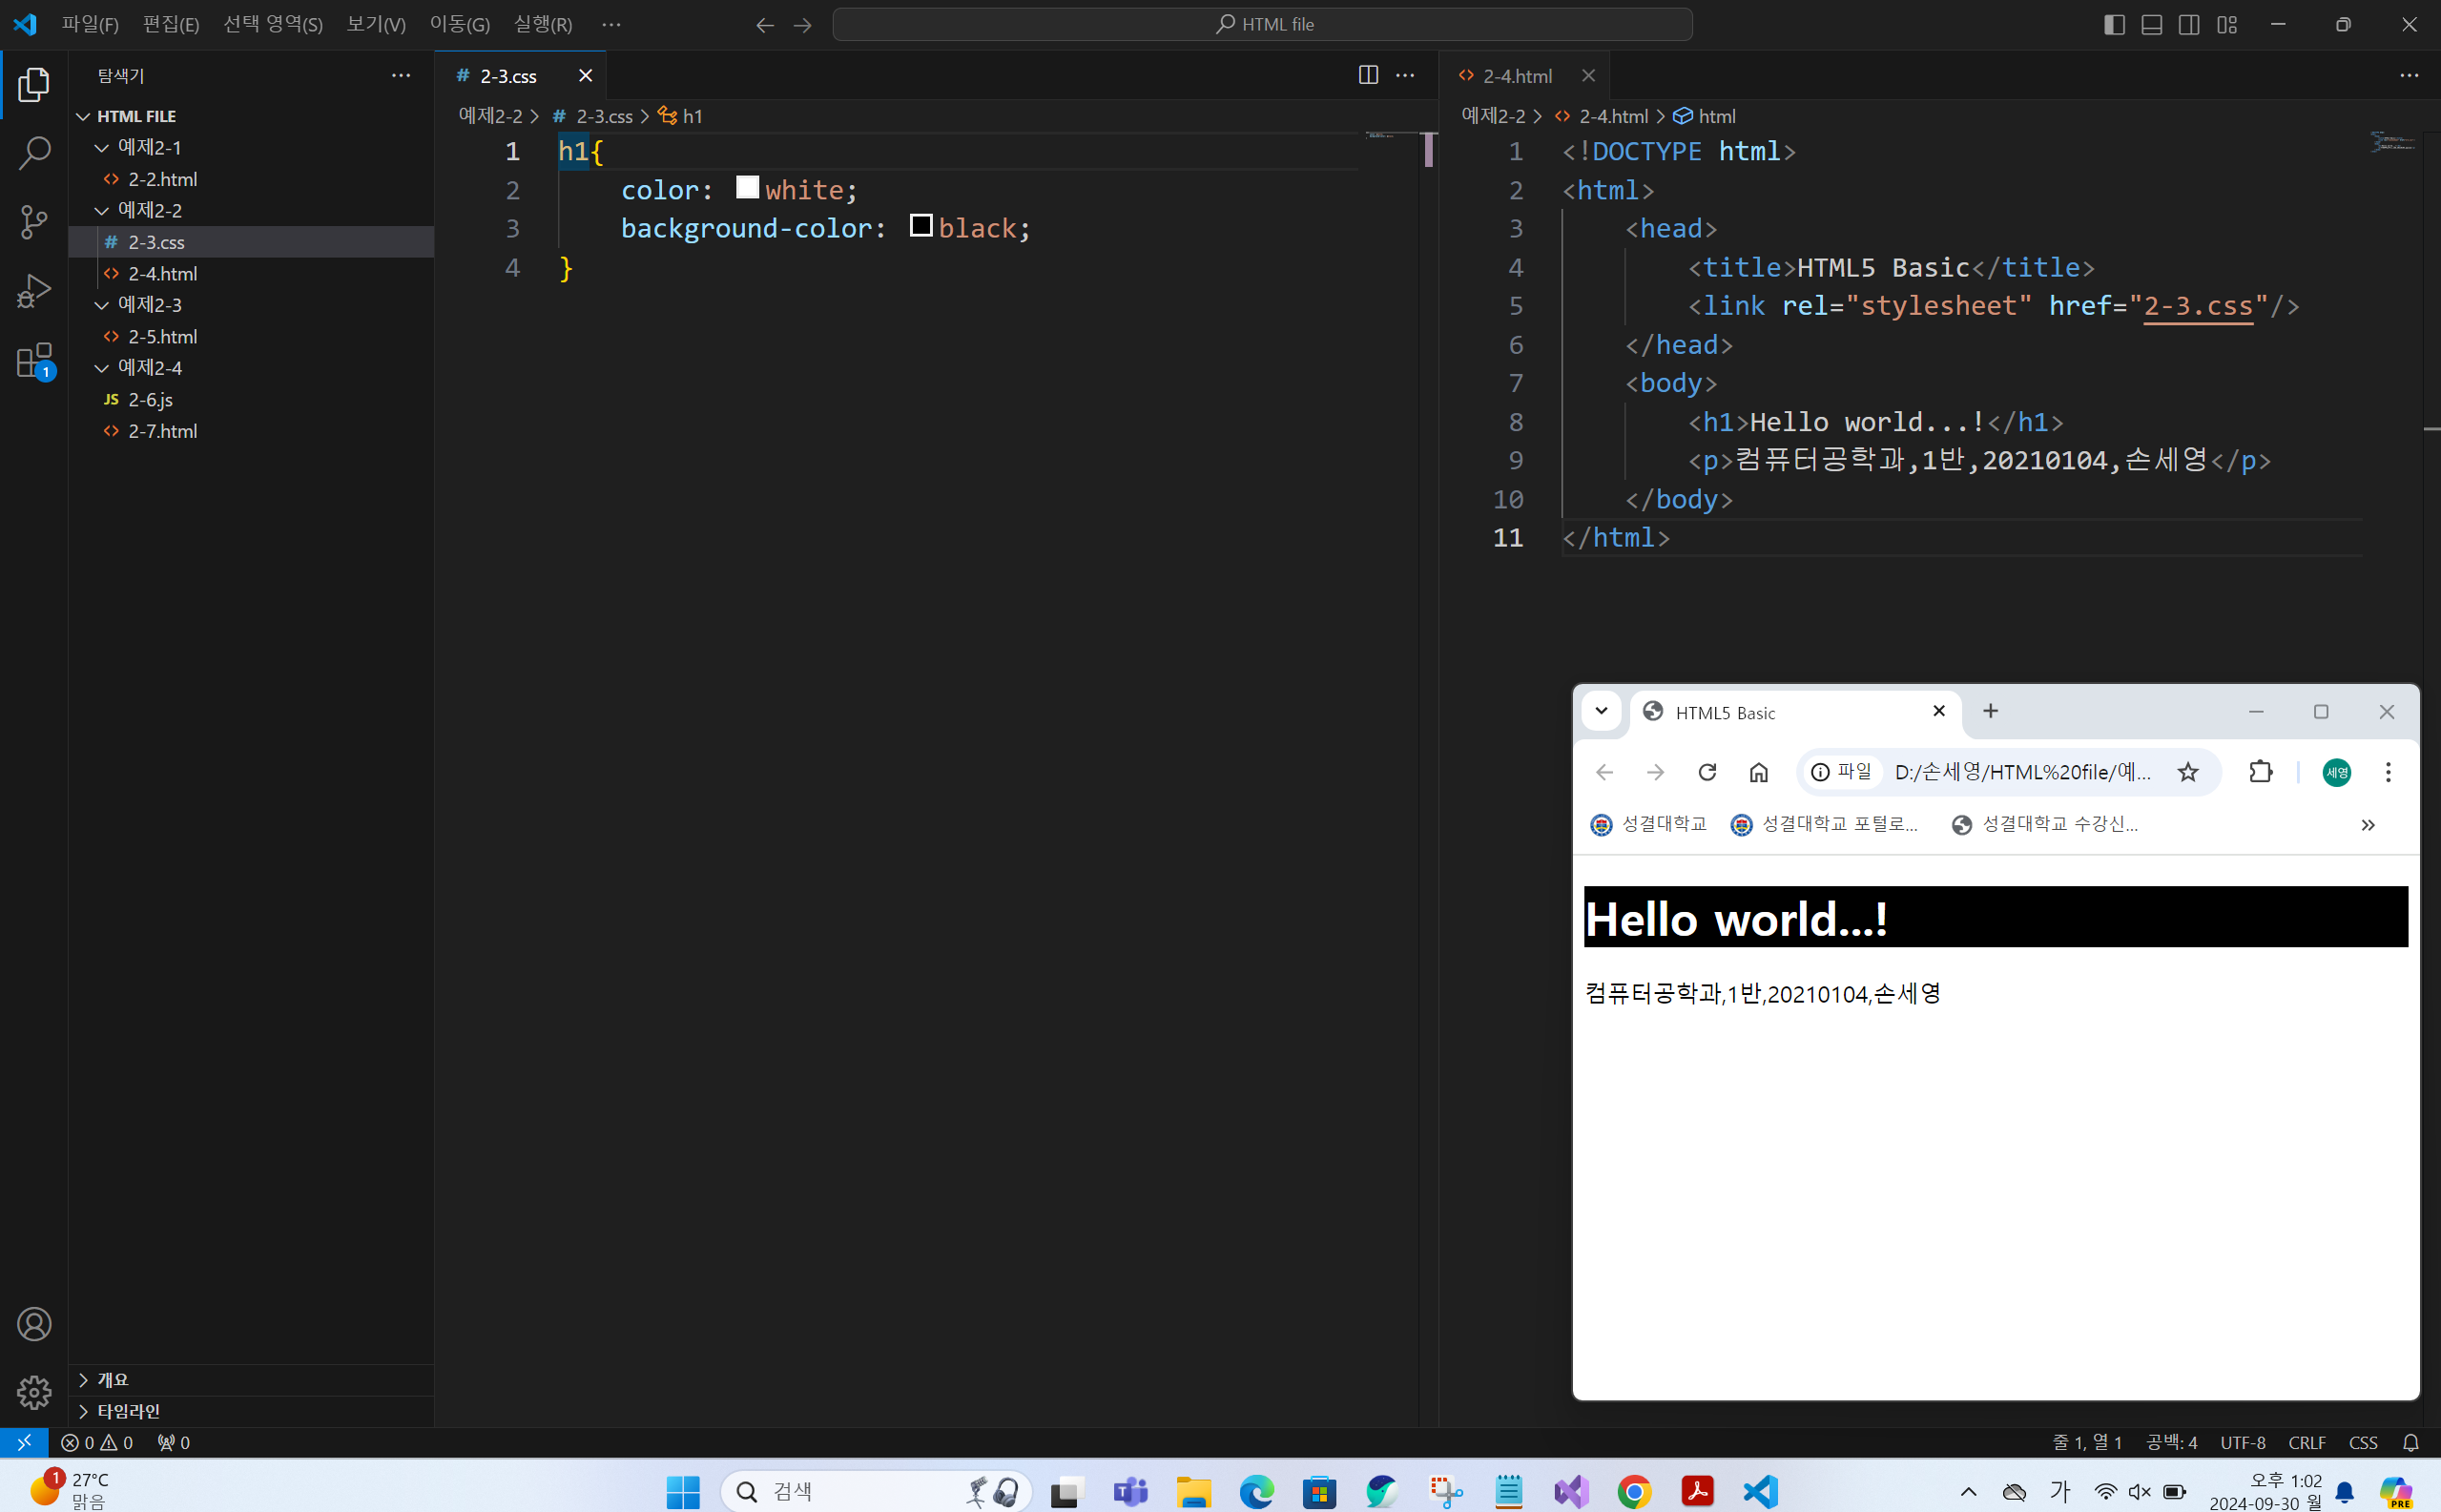 파일(F) 편집(E) 선택 영역(S) 보기(V) 이동(G) 실행(R) ··· HTML file
탐색기 ···
HTML FILE
예제2-1
2-2.html
예제2-2
# 2-3.css
2-4.html
예제2-3
2-5.html
예제2-4
JS 2-6.js
2-7.html
개요
타임라인
1
# 2-3.css
예제2-2 > # 2-3.css > h1
1 h1{
2 color: white;
3 background-color: black;
4 }
2-4.html
예제2-2 > 2-4.html > html
1 <!DOCTYPE html>
2 <html>
3 <head>
4 <title>HTML5 Basic</title>
5 <link rel="stylesheet" href="2-3.css"/>
6 </head>
7 <body>
8 <h1>Hello world...!</h1>
9 <p>컴퓨터공학과,1반,20210104,손세영</p>
10 </body>
11 </html>
HTML5 Basic
파일 D:/손세영/HTML%20file/예... 세영
성결대학교 성결대학교 포털로... 성결대학교 수강신... »
Hello world...!
컴퓨터공학과,1반,20210104,손세영
0 0 0 줄 1, 열 1 공백: 4 UTF-8 CRLF CSS
1 27°C
맑음
검색
가
오후 1:02
2024-09-30 월
PRE